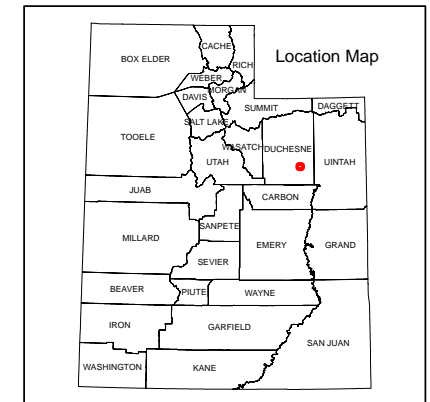 Location Map
BOX ELDER
CACHE
RICH
WEBER
MORGAN
DAVIS
SUMMIT
DAGGETT
SALT LAKE
TOOELE
WASATCH
DUCHESNE
UTAH
UINTAH
JUAB
CARBON
SANPETE
MILLARD
EMERY
GRAND
SEVIER
BEAVER
PIUTE
WAYNE
IRON
GARFIELD
SAN JUAN
WASHINGTON
KANE